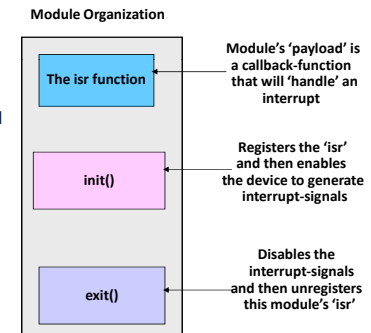 Module Organization
The isr function
Module's 'payload' is
a callback-function
that will 'handle' an
interrupt
init()
Registers the 'isr'
and then enables
the device to generate
interrupt-signals
exit()
Disables the
interrupt-signals
and then unregisters
this module's 'isr'